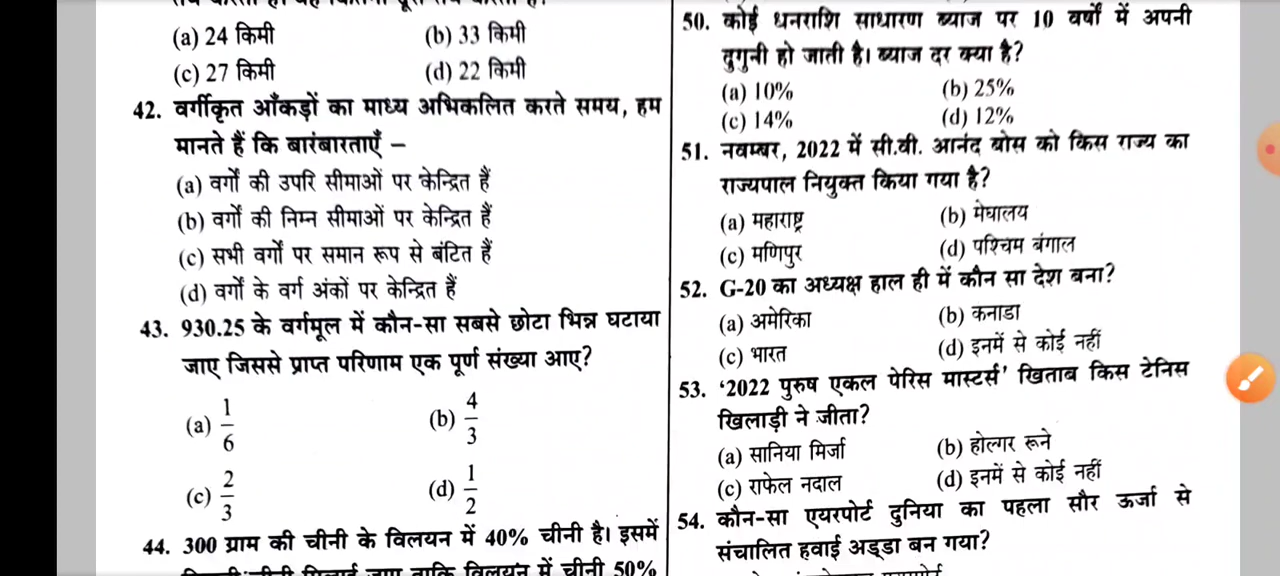 (a) 24 किमी
(b) 33 किमी
(c) 27 किमी
(d) 22 किमी
42. वर्गीकृत आँकड़ों का माध्य अभिकलित करते समय, हम
मानते हैं कि बारंबारताएँ –
(a) वर्गों की उपरि सीमाओं पर केन्द्रित हैं
(b) वर्गों की निम्न सीमाओं पर केन्द्रित हैं
(c) सभी वर्गों पर समान रूप से बंटित हैं
(d) वर्गों के वर्ग अंकों पर केन्द्रित हैं
43. 930.25 के वर्गमूल में कौन-सा सबसे छोटा भिन्न घटाया
जाए जिससे प्राप्त परिणाम एक पूर्ण संख्या आए?
(a) 1/6
(b) 4/3
(c) 2/3
(d) 1/2
44. 300 ग्राम की चीनी के विलयन में 40% चीनी है। इसमें
चीनी मिलाई जाए ताकि विलयन में चीनी 50%
50. कोई धनराशि साधारण ब्याज पर 10 वर्षों में अपनी
दुगुनी हो जाती है। ब्याज दर क्या है?
(a) 10%
(b) 25%
(c) 14%
(d) 12%
51. नवम्बर, 2022 में सी.वी. आनंद बोस को किस राज्य का
राज्यपाल नियुक्त किया गया है?
(a) महाराष्ट्र
(b) मेघालय
(c) मणिपुर
(d) पश्चिम बंगाल
52. G-20 का अध्यक्ष हाल ही में कौन सा देश बना?
(a) अमेरिका
(b) कनाडा
(c) भारत
(d) इनमें से कोई नहीं
53. ‘2022 पुरुष एकल पेरिस मास्टर्स’ खिताब किस टेनिस
खिलाड़ी ने जीता?
(a) सानिया मिर्जा
(b) होल्गर रूने
(c) राफेल नदाल
(d) इनमें से कोई नहीं
54. कौन-सा एयरपोर्ट दुनिया का पहला सौर ऊर्जा से
संचालित हवाई अड्डा बन गया?